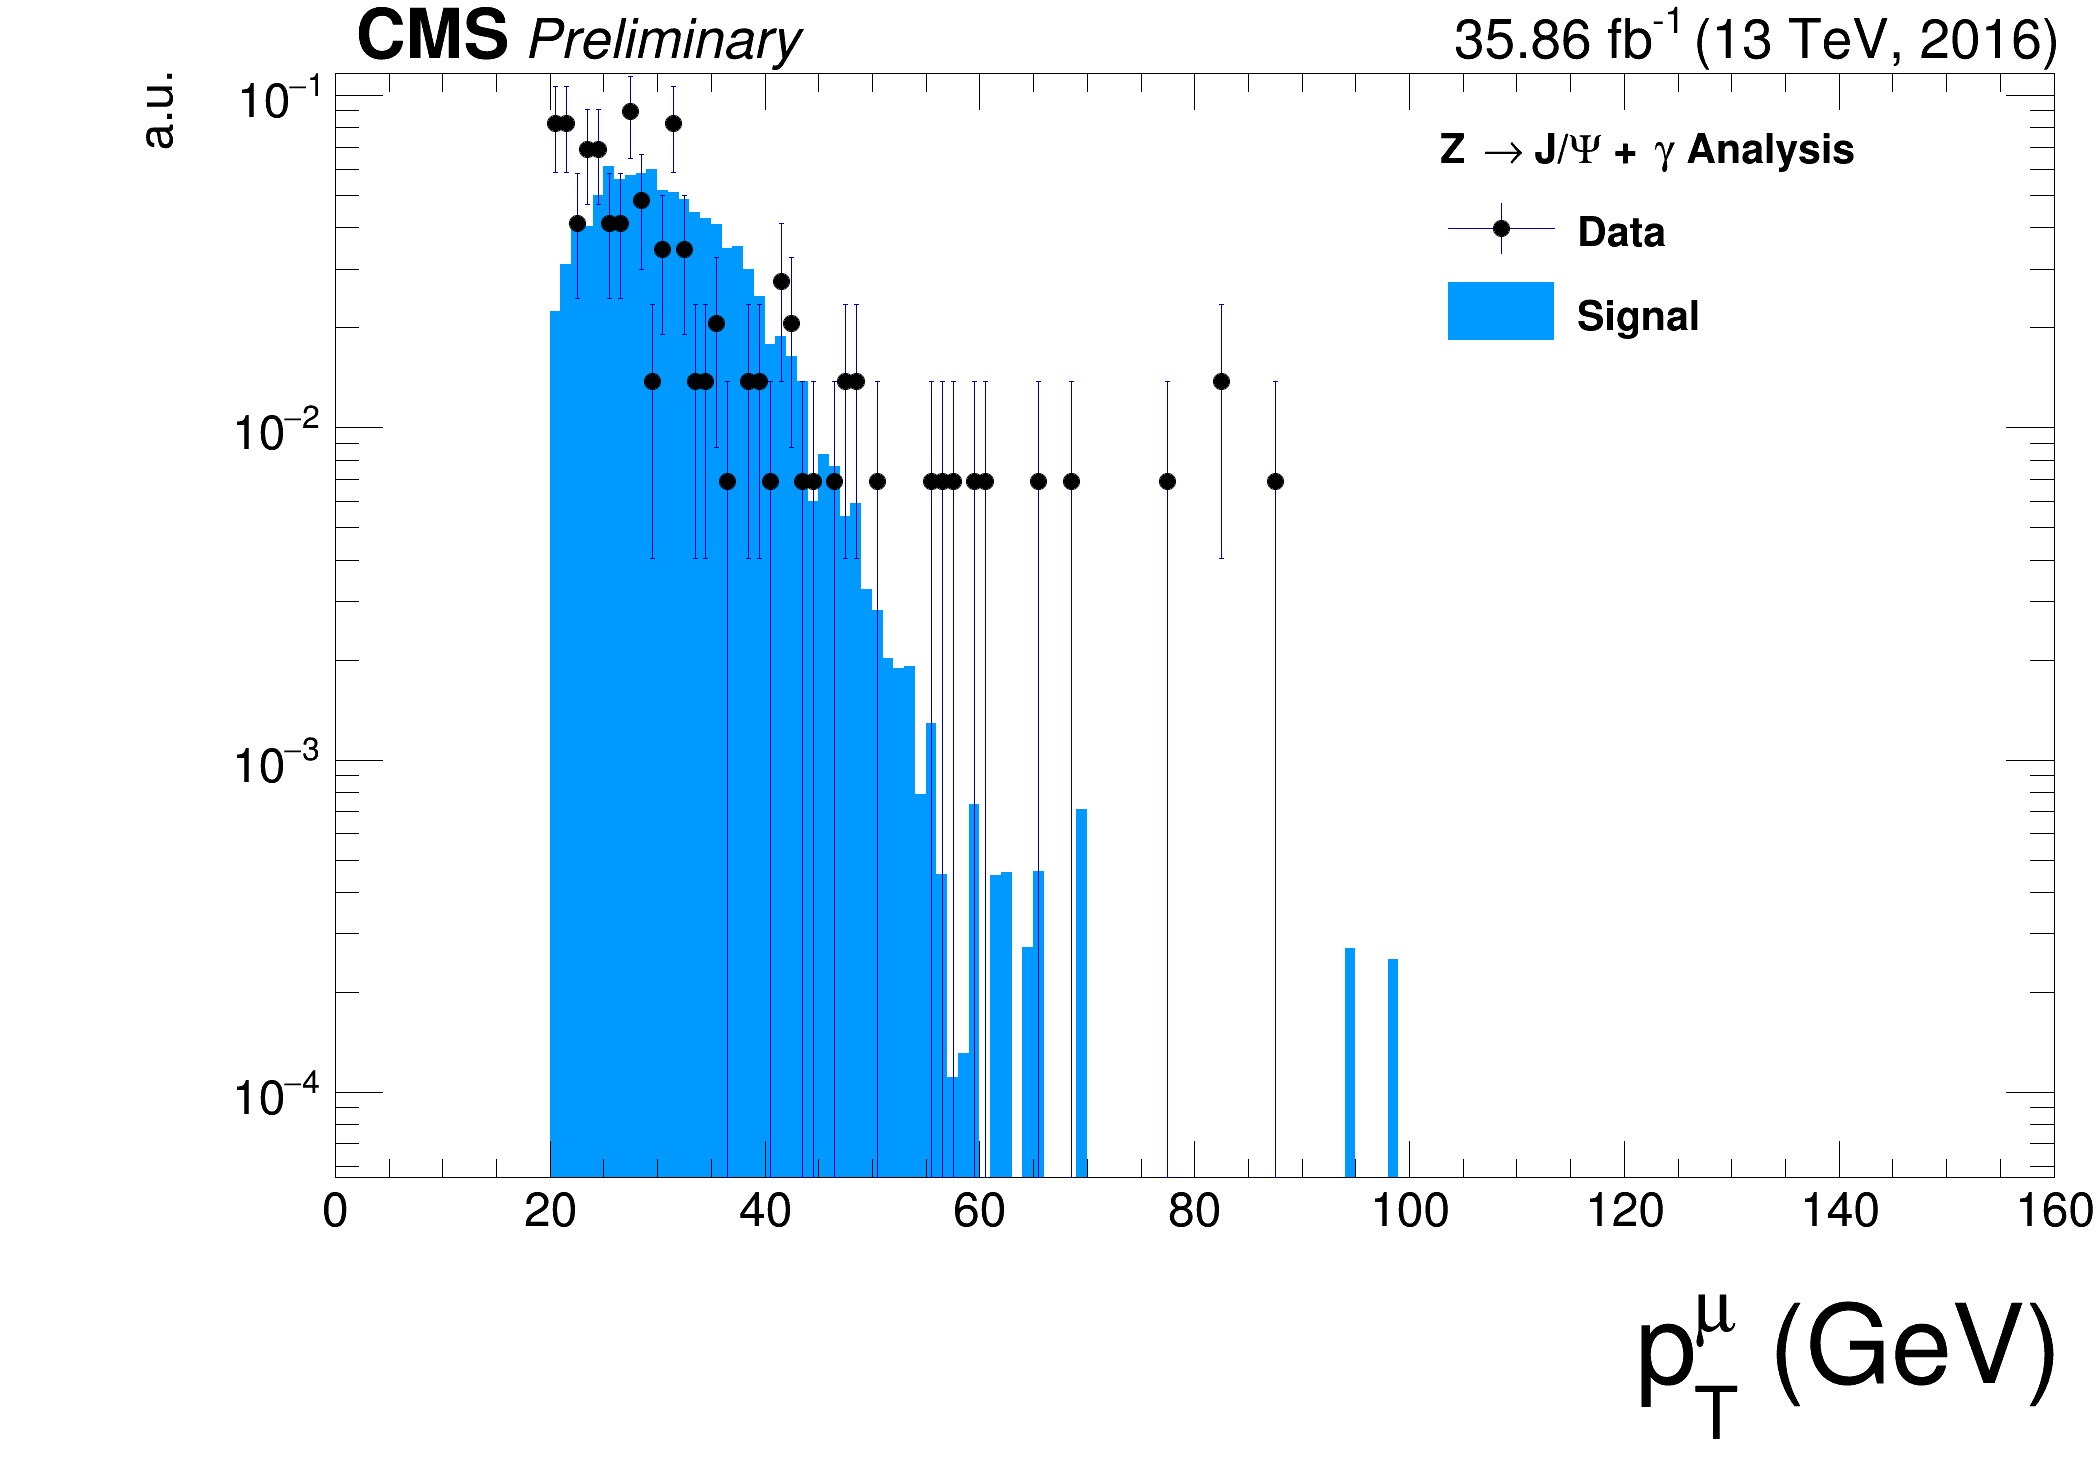 CMS Preliminary 35.86 fb⁻¹ (13 TeV, 2016)
a.u.
10⁻¹
10⁻²
10⁻³
10⁻⁴
Z → J/Ψ + γ Analysis
Data
Signal
0 20 40 60 80 100 120 140 160
p_T^μ (GeV)